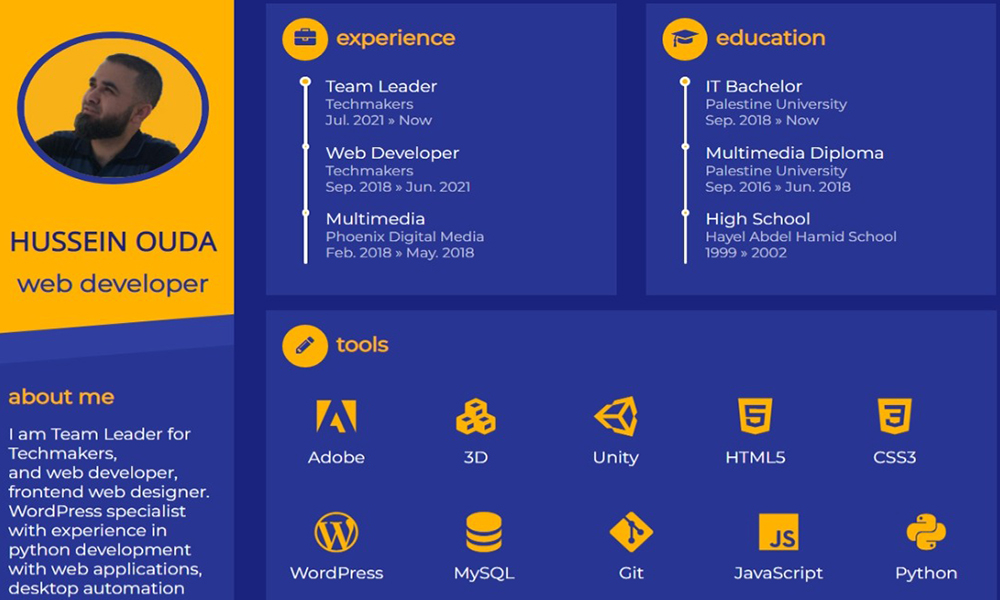 HUSSEIN OUDA
web developer
about me
I am Team Leader for
Techmakers,
and web developer,
frontend web designer.
WordPress specialist
with experience in
python development
with web applications,
desktop automation
experience
Team Leader
Techmakers
Jul. 2021 » Now
Web Developer
Techmakers
Sep. 2018 » Jun. 2021
Multimedia
Phoenix Digital Media
Feb. 2018 » May. 2018
education
IT Bachelor
Palestine University
Sep. 2018 » Now
Multimedia Diploma
Palestine University
Sep. 2016 » Jun. 2018
High School
Hayel Abdel Hamid School
1999 » 2002
tools
Adobe
3D
Unity
HTML5
CSS3
JS
WordPress
MySQL
Git
JavaScript
Python